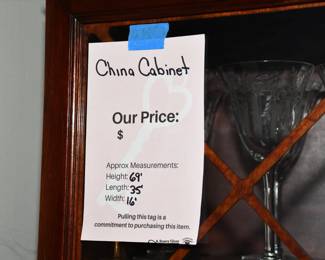 China Cabinet
Our Price:
$
Approx Measurements:
Height: 69'
Length: 35'
Width: 16'
Pulling this tag is a
commitment to purchasing this item.